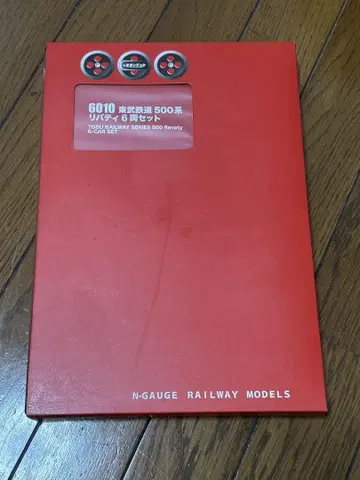 6010 東武鉄道 500系
リバティ 6両セット
TOBU RAILWAY SERIES 500 Revaty
6-CAR SET
N-GAUGE RAILWAY MODELS